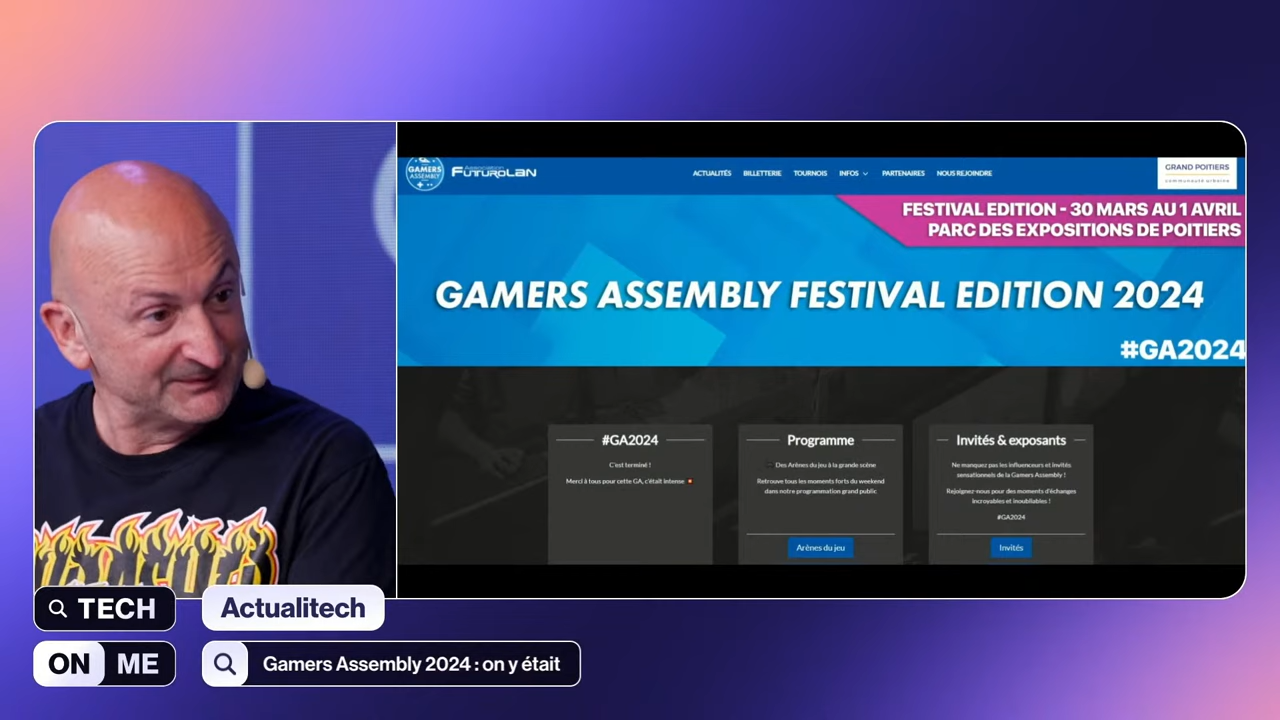 GAMERS
ASSEMBLY
Association
FUTUROLAN
ACTUALITÉS
BILLETTERIE
TOURNOIS
INFOS
PARTENAIRES
NOUS REJOINDRE
GRAND POITIERS
communauté urbaine
FESTIVAL EDITION - 30 MARS AU 1 AVRIL
PARC DES EXPOSITIONS DE POITIERS
GAMERS ASSEMBLY FESTIVAL EDITION 2024
#GA2024
#GA2024
C'est terminé !
Merci à tous pour cette GA, c'était intense
Programme
Des Arènes du jeu à la grande scène
Retrouve tous les moments forts du weekend
dans notre programmation grand public
Arènes du jeu
Invités & exposants
Ne manquez pas les influenceurs et invités
sensationnels de la Gamers Assembly !
Rejoignez-nous pour des moments d'échanges
incroyables et inoubliables !
#GA2024
Invités
TECH
Actualitech
ON ME
Gamers Assembly 2024 : on y était